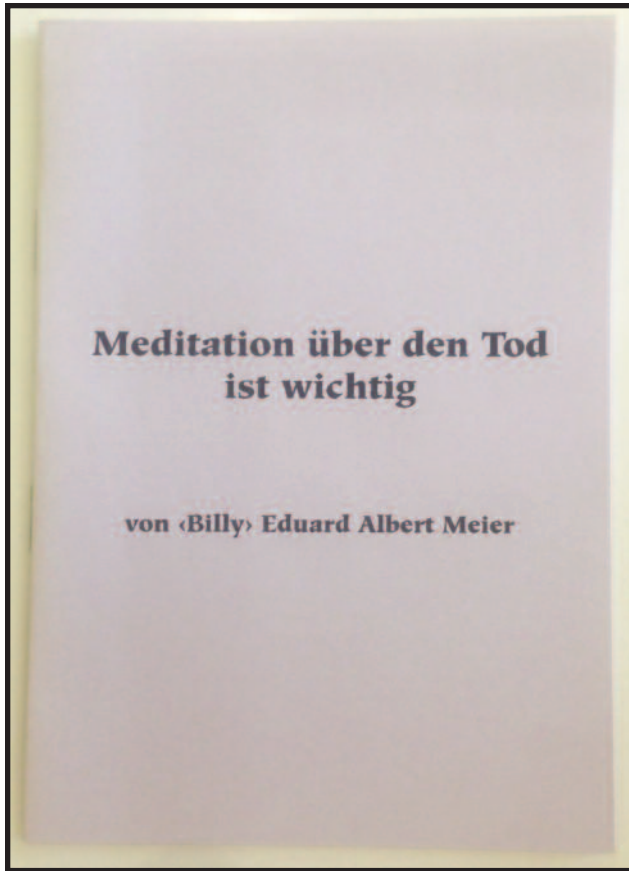 Meditation über den Tod
ist wichtig
von ‹Billy› Eduard Albert Meier